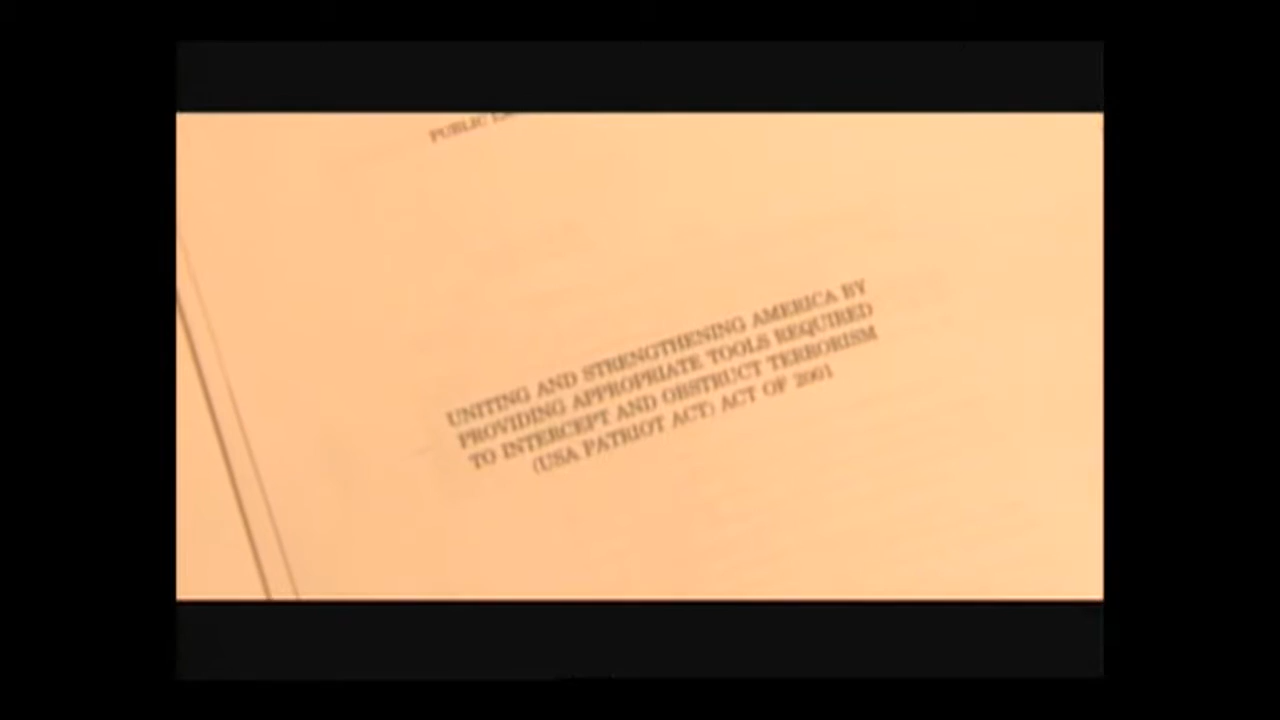 PUBLIC
UNITING AND STRENGTHENING AMERICA BY
PROVIDING APPROPRIATE TOOLS REQUIRED
TO INTERCEPT AND OBSTRUCT TERRORISM
(USA PATRIOT ACT) ACT OF 2001